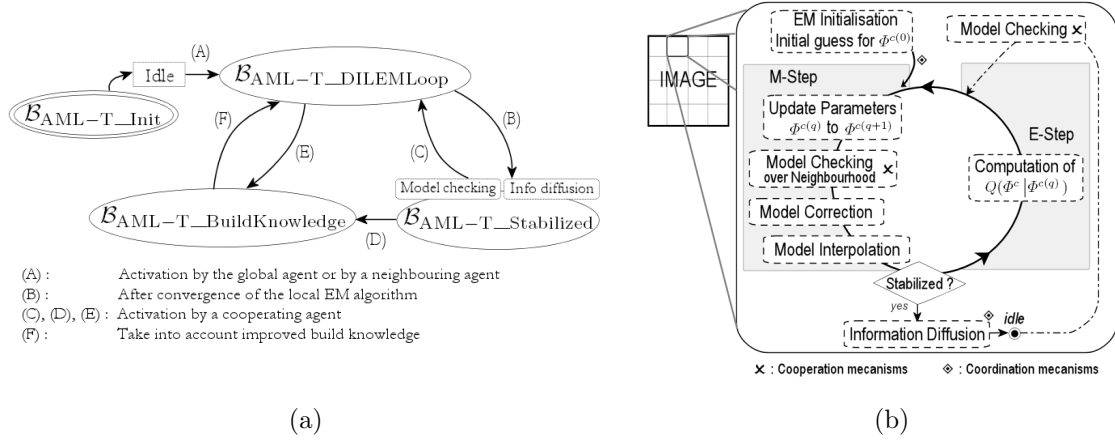 (A)
Idle
B_AML−T_DILEMLoop
B_AML−T_Init
(F)
(E)
(C)
(B)
Model checking
Info diffusion
B_AML−T_BuildKnowledge
B_AML−T_Stabilized
(D)
(A) : Activation by the global agent or by a neighbouring agent
(B) : After convergence of the local EM algorithm
(C), (D), (E) : Activation by a cooperating agent
(F) : Take into account improved build knowledge
(a)
IMAGE
EM Initialisation
Initial guess for Φ^c(0)
Model Checking ×
M-Step
Update Parameters
Φ^c(q) to Φ^c(q+1)
E-Step
Model Checking ×
over Neighbourhood
Computation of
Q(Φ^c |Φ^c(q))
Model Correction
Model Interpolation
Stabilized ?
yes
Information Diffusion
idle
× : Cooperation mecanisms
◈ : Coordination mecanisms
(b)